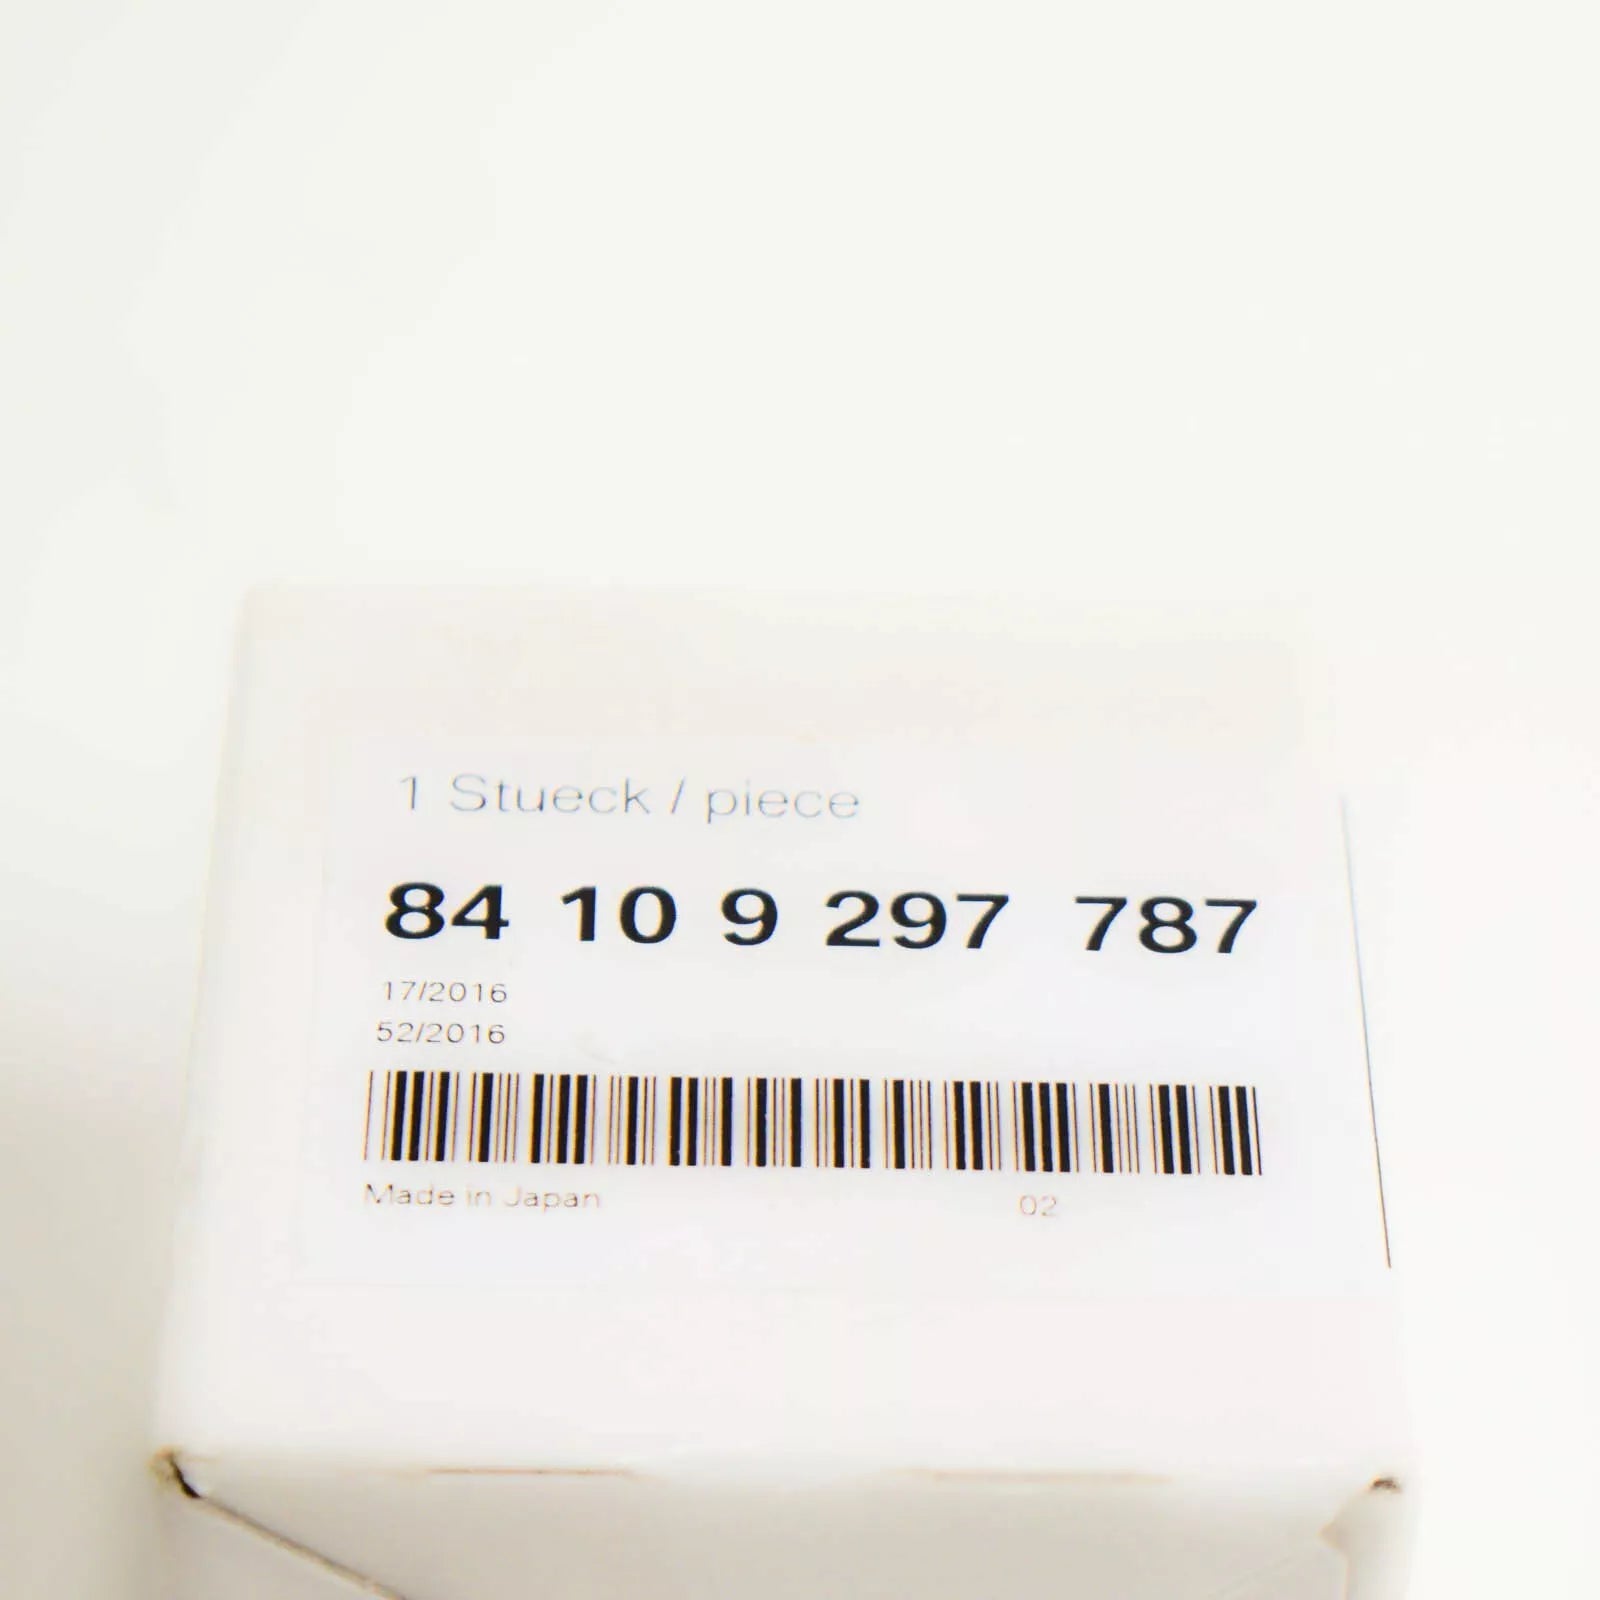 1 Stueck / piece
84 10 9 297 787
17/2016
52/2016
Made in Japan 02